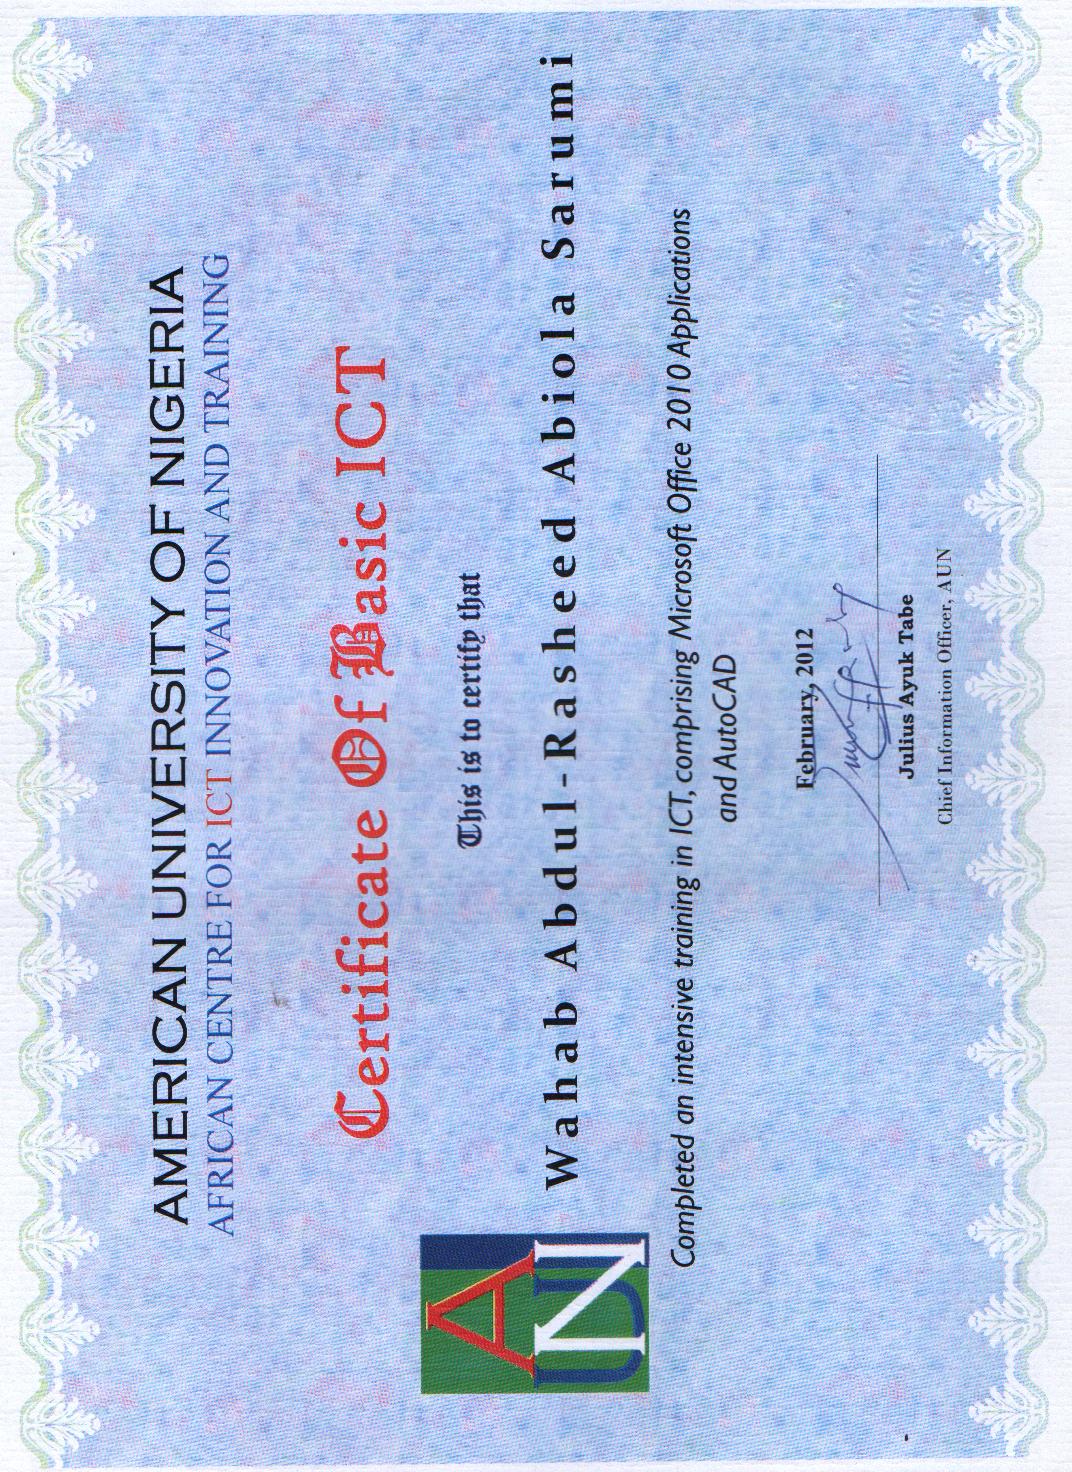 AMERICAN UNIVERSITY OF NIGERIA
AFRICAN CENTRE FOR ICT INNOVATION AND TRAINING
Certificate Of Basic ICT
This is to certify that
Wahab Abdul-Rasheed Abiola Sarumi
AUN
Completed an intensive training in ICT, comprising Microsoft Office 2010 Applications
and AutoCAD
February, 2012
Julius Ayuk Tabe
Chief Information Officer, AUN